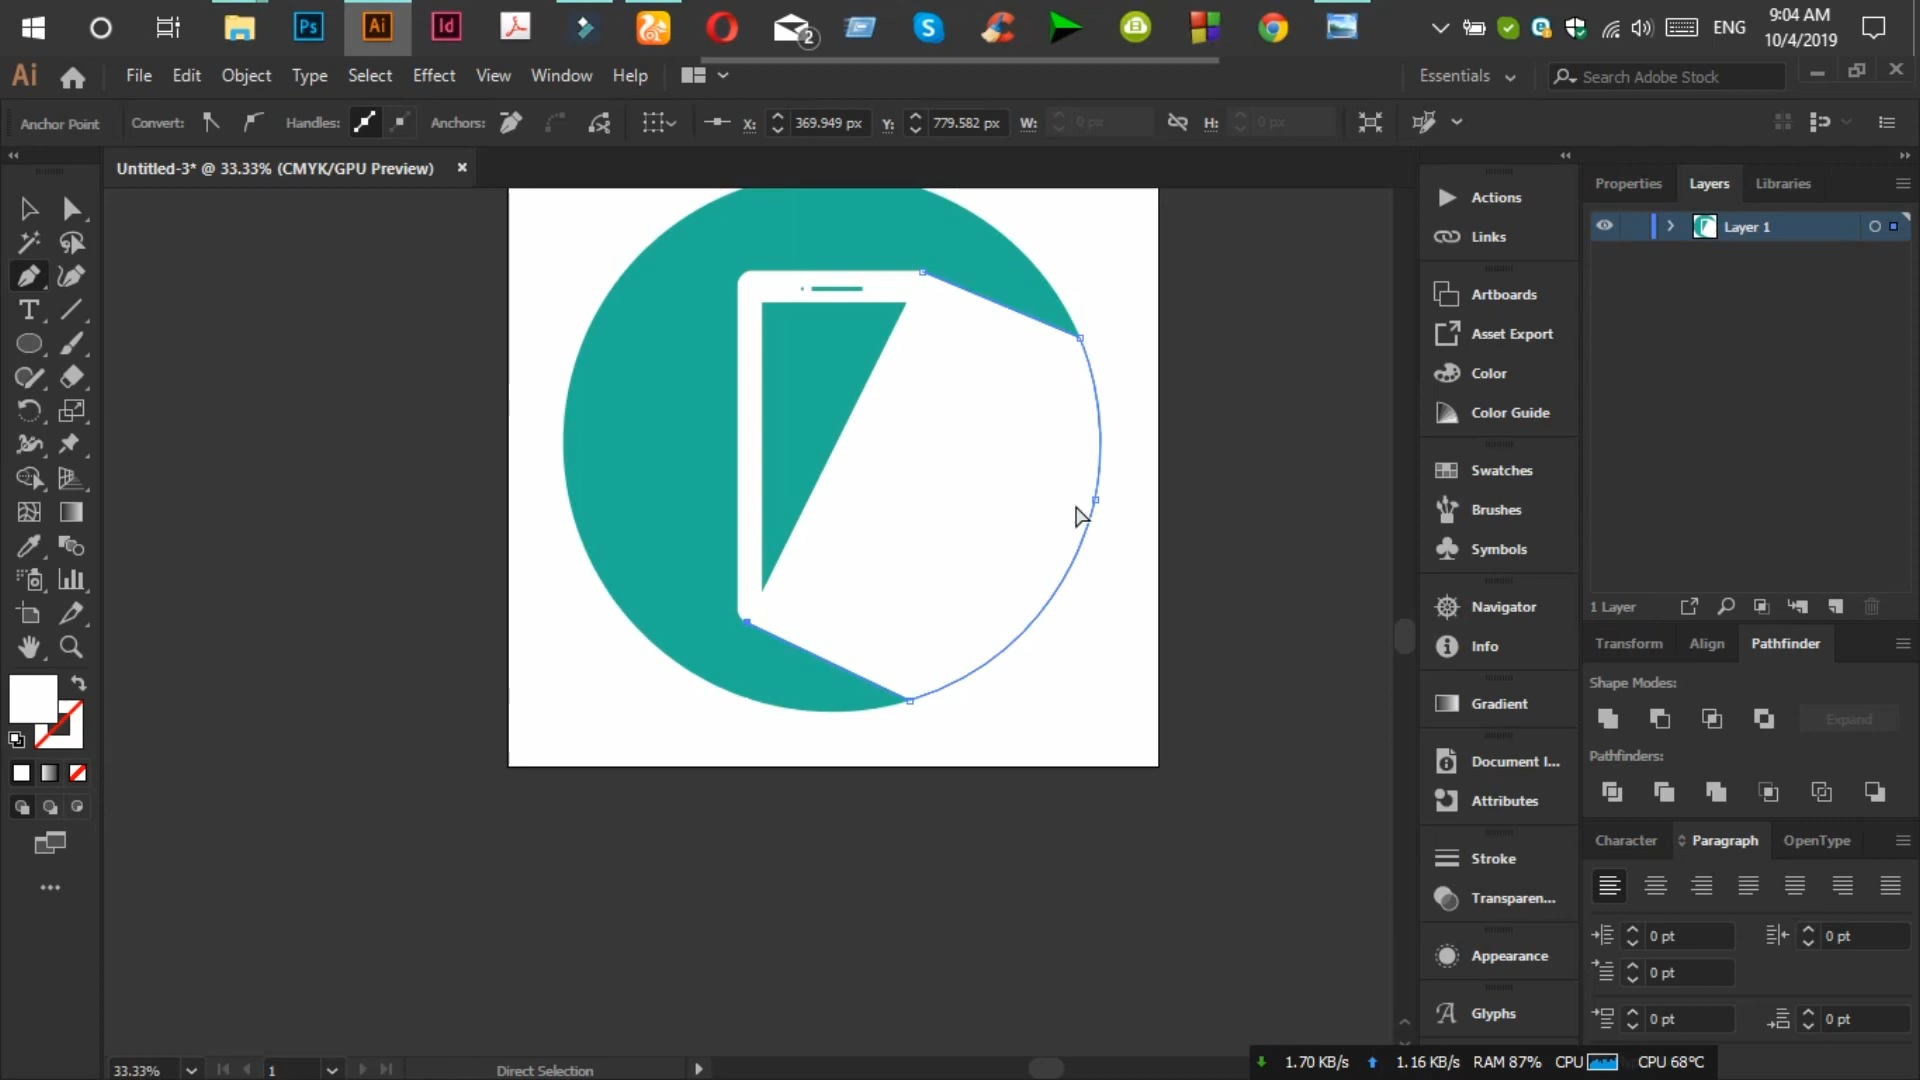 Ps
Ai
Id
2
S
B
ENG
9:04 AM
10/4/2019
Ai
File Edit Object Type Select Effect View Window Help
Essentials
Search Adobe Stock
Anchor Point
Convert:
Handles:
Anchors:
X: 369.949 px
Y: 779.582 px
W: 0 px
H: 0 px
Untitled-3* @ 33.33% (CMYK/GPU Preview)
Actions
Links
Artboards
Asset Export
Color
Color Guide
Swatches
Brushes
Symbols
Navigator
Info
Gradient
Document I...
Attributes
Stroke
Transparen...
Appearance
Glyphs
Properties Layers Libraries
Layer 1
1 Layer
Transform Align Pathfinder
Shape Modes:
Expand
Pathfinders:
Character Paragraph OpenType
0 pt 0 pt
0 pt
0 pt 0 pt
33.33%
1
Direct Selection
1.70 KB/s 1.16 KB/s RAM 87% CPU CPU 68°C